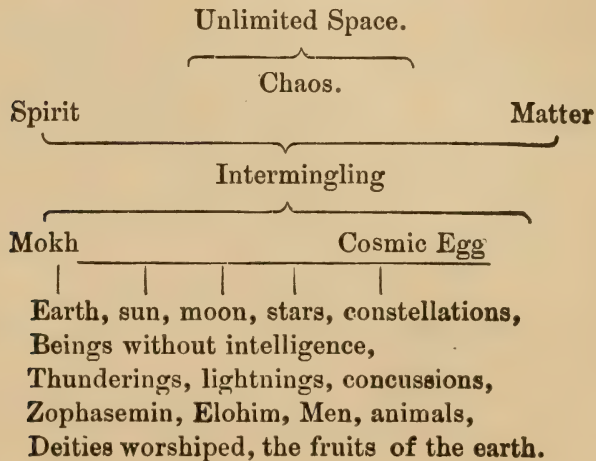 Unlimited Space.
Chaos.
Spirit Matter
Intermingling
Mokh Cosmic Egg
Earth, sun, moon, stars, constellations,
Beings without intelligence,
Thunderings, lightnings, concussions,
Zophasemin, Elohim, Men, animals,
Deities worshiped, the fruits of the earth.